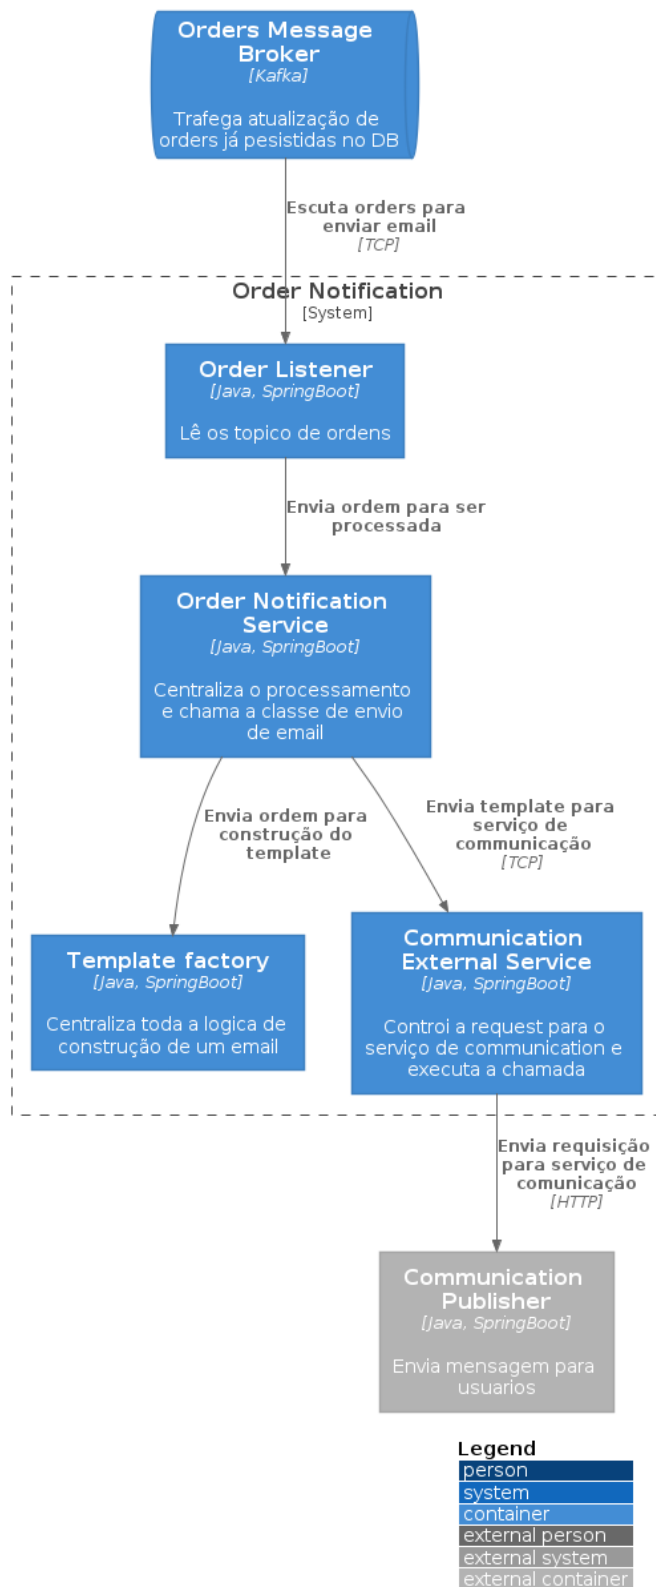 Orders Message
Broker
[Kafka]
Trafega atualização de
orders já pesistidas no DB
Escuta orders para
enviar email
[TCP]
Order Notification
[System]
Order Listener
[Java, SpringBoot]
Lê os topico de ordens
Envia ordem para ser
processada
Order Notification
Service
[Java, SpringBoot]
Centraliza o processamento
e chama a classe de envio
de email
Envia ordem para
construção do
template
Envia template para
serviço de
communicação
[TCP]
Template factory
[Java, SpringBoot]
Centraliza toda a logica de
construção de um email
Communication
External Service
[Java, SpringBoot]
Controi a request para o
serviço de communication e
executa a chamada
Envia requisição
para serviço de
comunicação
[HTTP]
Communication
Publisher
[Java, SpringBoot]
Envia mensagem para
usuarios
Legend
person
system
container
external person
external system
external container